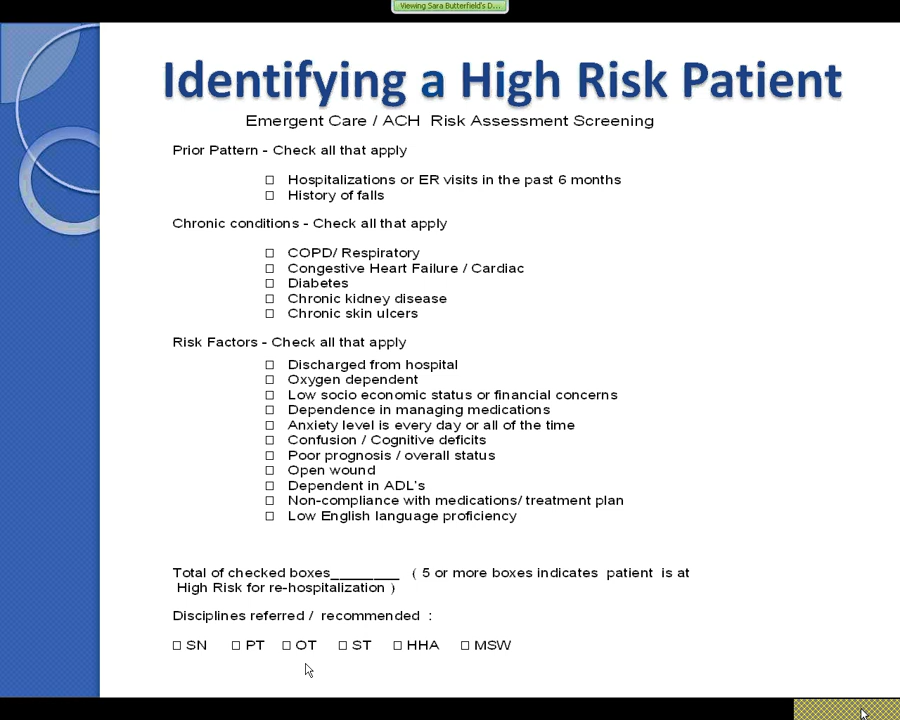 Viewing Sara Butterfield's D...
Identifying a High Risk Patient
Emergent Care / ACH Risk Assessment Screening
Prior Pattern - Check all that apply
☐ Hospitalizations or ER visits in the past 6 months
☐ History of falls
Chronic conditions - Check all that apply
☐ COPD/ Respiratory
☐ Congestive Heart Failure / Cardiac
☐ Diabetes
☐ Chronic kidney disease
☐ Chronic skin ulcers
Risk Factors - Check all that apply
☐ Discharged from hospital
☐ Oxygen dependent
☐ Low socio economic status or financial concerns
☐ Dependence in managing medications
☐ Anxiety level is every day or all of the time
☐ Confusion / Cognitive deficits
☐ Poor prognosis / overall status
☐ Open wound
☐ Dependent in ADL's
☐ Non-compliance with medications/ treatment plan
☐ Low English language proficiency
Total of checked boxes________ ( 5 or more boxes indicates patient is at
High Risk for re-hospitalization )
Disciplines referred / recommended :
☐ SN ☐ PT ☐ OT ☐ ST ☐ HHA ☐ MSW